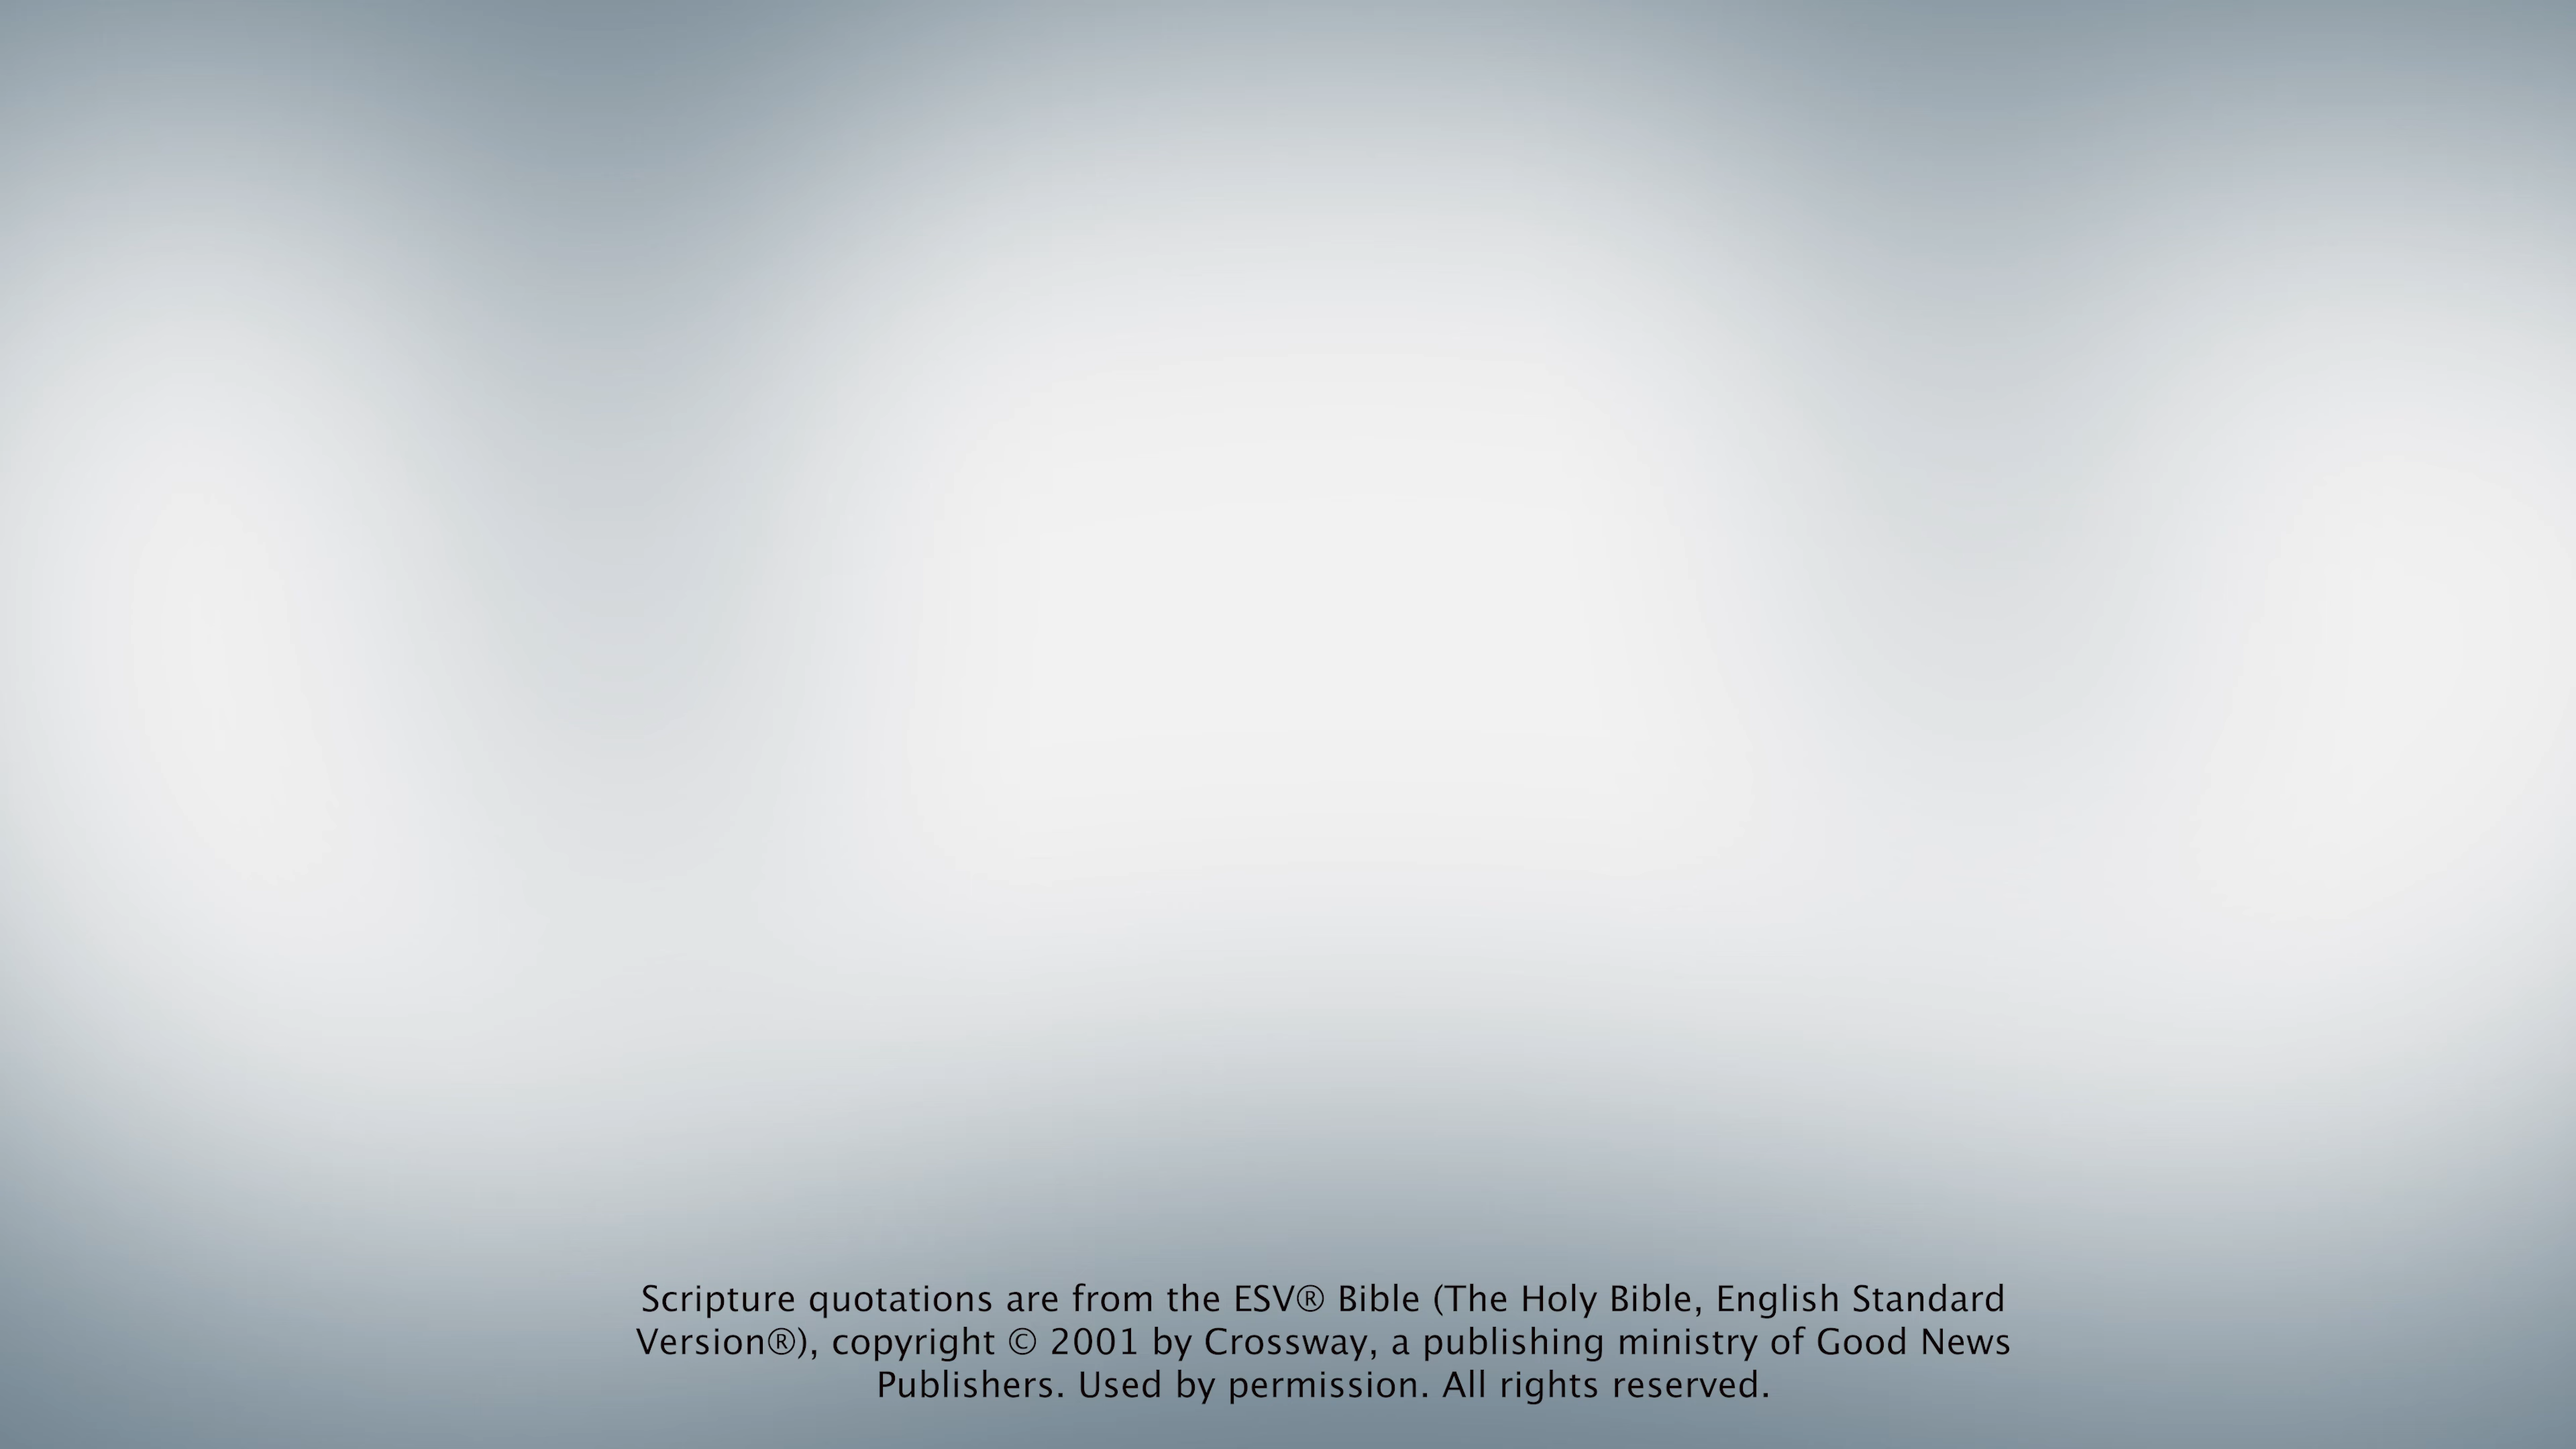 Scripture quotations are from the ESV® Bible (The Holy Bible, English Standard
Version®), copyright © 2001 by Crossway, a publishing ministry of Good News
Publishers. Used by permission. All rights reserved.